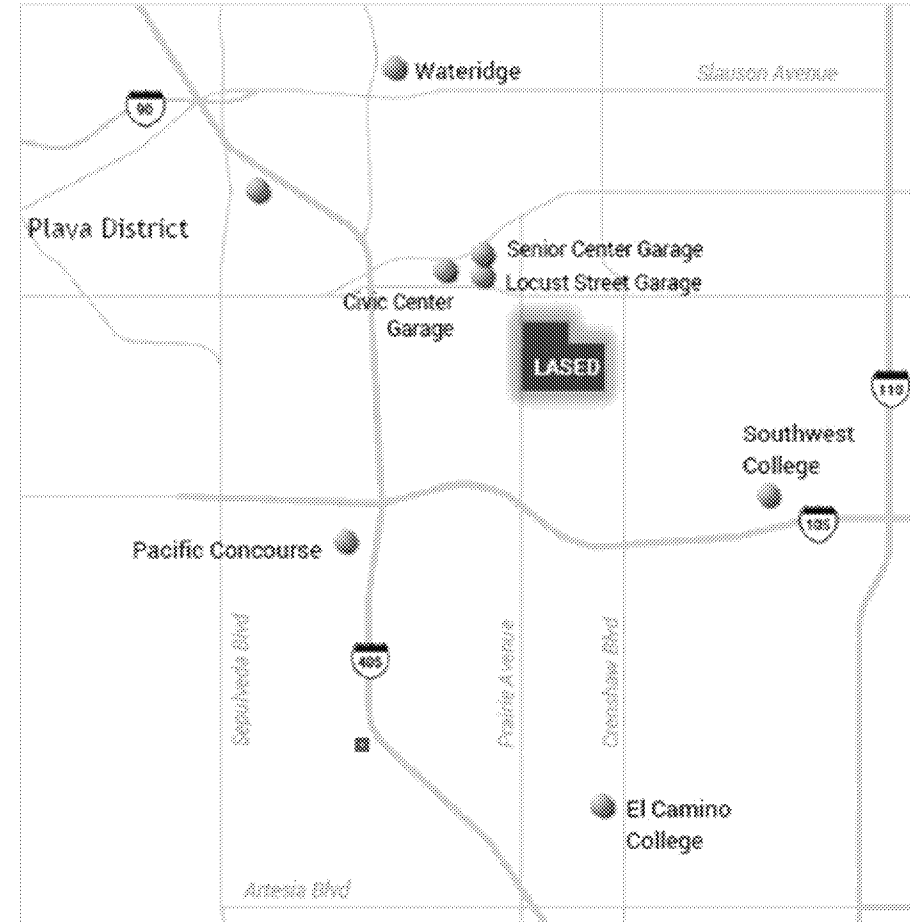 Wateridge
Slauson Avenue
90
Playa District
Senior Center Garage
Locust Street Garage
Civic Center
Garage
LASED
110
Southwest
College
105
Pacific Concourse
Sepulveda Blvd
405
Prairie Avenue
Crenshaw Blvd
El Camino
College
Artesia Blvd